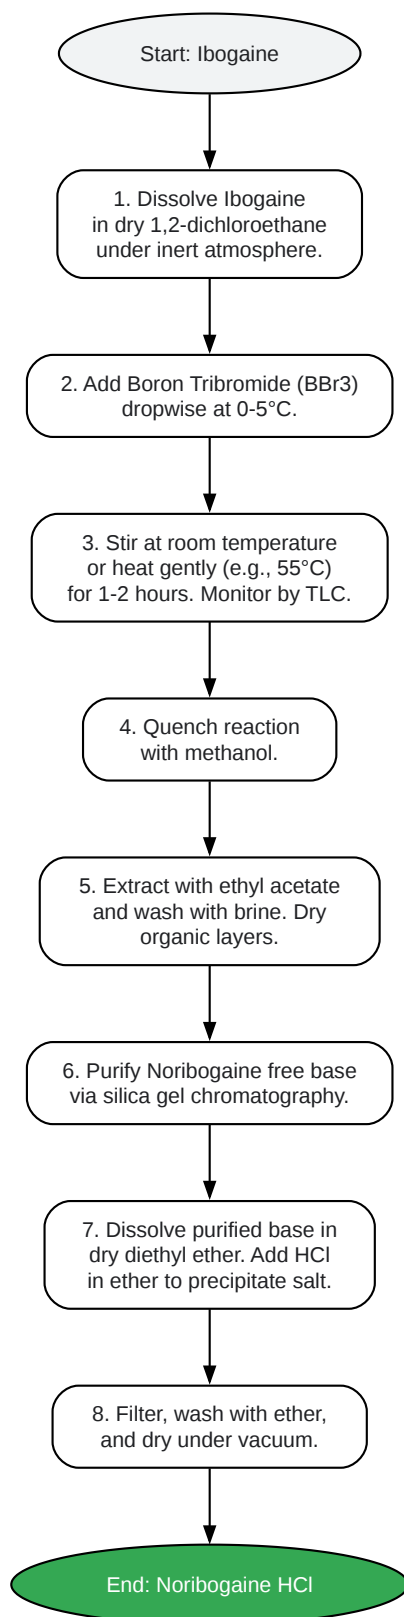 Start: Ibogaine
1. Dissolve Ibogaine
in dry 1,2-dichloroethane
under inert atmosphere.
2. Add Boron Tribromide (BBr3)
dropwise at 0-5°C.
3. Stir at room temperature
or heat gently (e.g., 55°C)
for 1-2 hours. Monitor by TLC.
4. Quench reaction
with methanol.
5. Extract with ethyl acetate
and wash with brine. Dry
organic layers.
6. Purify Noribogaine free base
via silica gel chromatography.
7. Dissolve purified base in
dry diethyl ether. Add HCl
in ether to precipitate salt.
8. Filter, wash with ether,
and dry under vacuum.
End: Noribogaine HCl